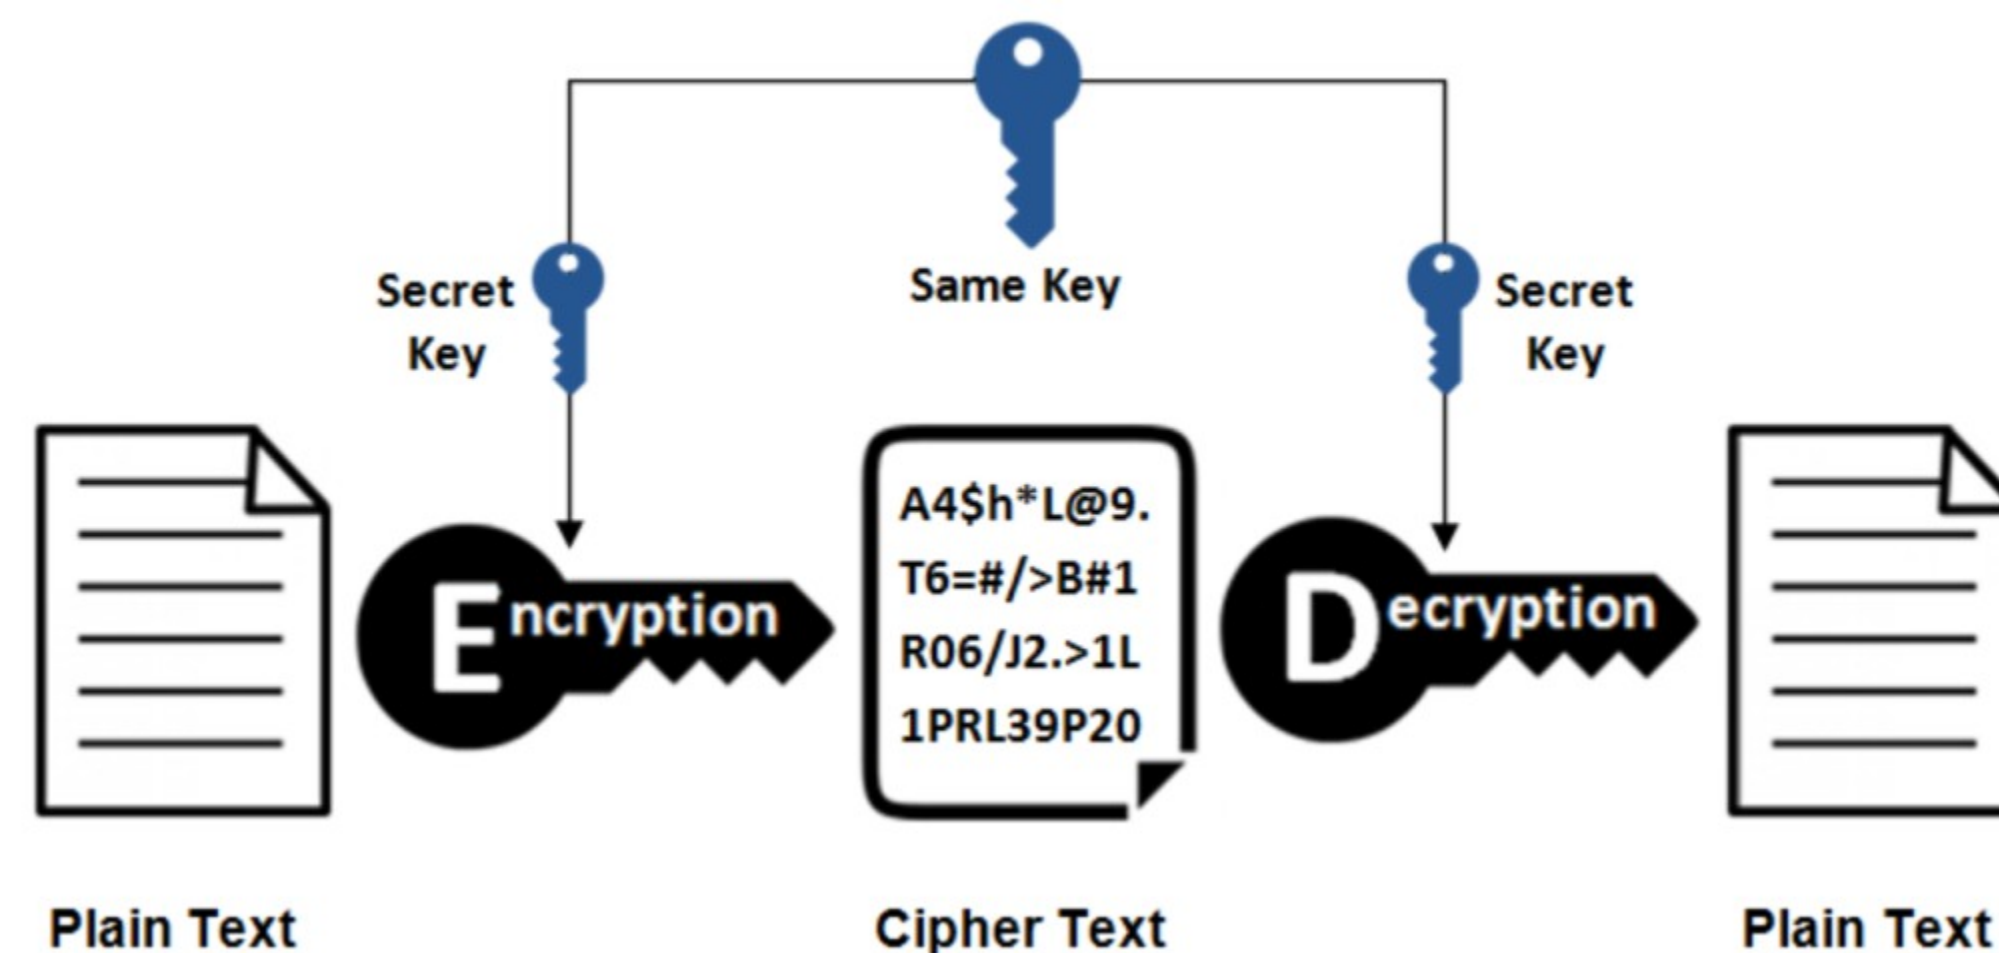 Same Key
Secret
Key
Secret
Key
Encryption
A4$h*L@9.
T6=#/>B#1
R06/J2.>1L
1PRL39P20
Decryption
Plain Text
Cipher Text
Plain Text